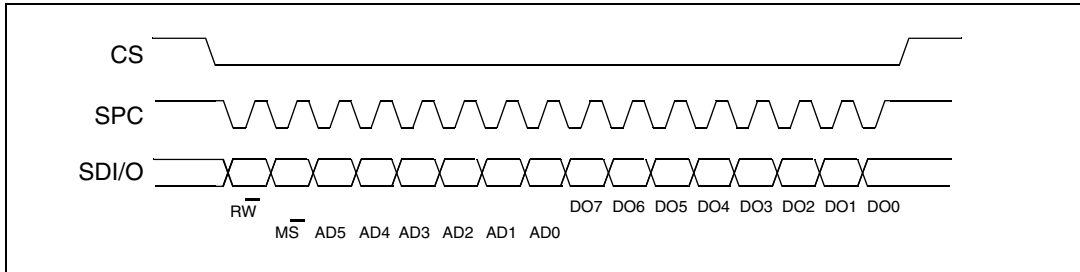 CS
SPC
SDI/O
RW̅
DO7 DO6 DO5 DO4 DO3 DO2 DO1 DO0
MS̅ AD5 AD4 AD3 AD2 AD1 AD0